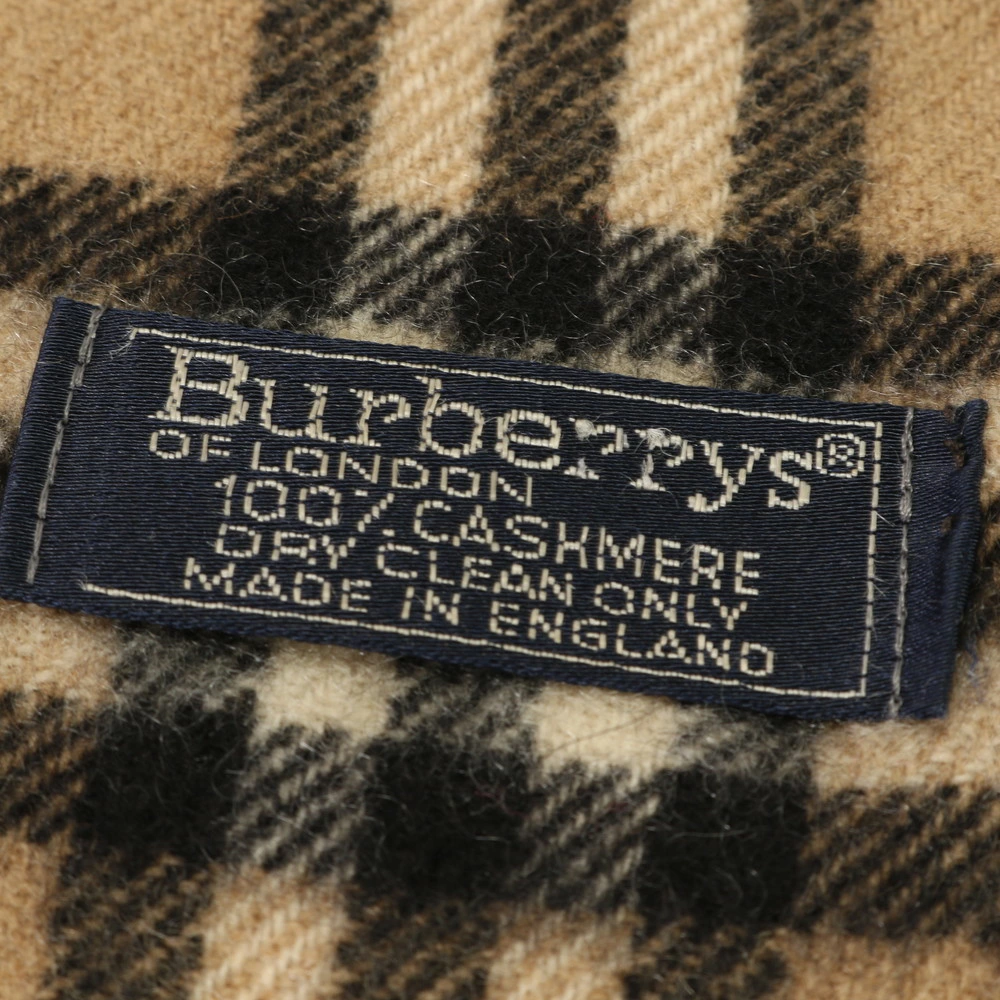 Burberrys®
OF LONDON
100% CASHMERE
DRY CLEAN ONLY
MADE IN ENGLAND